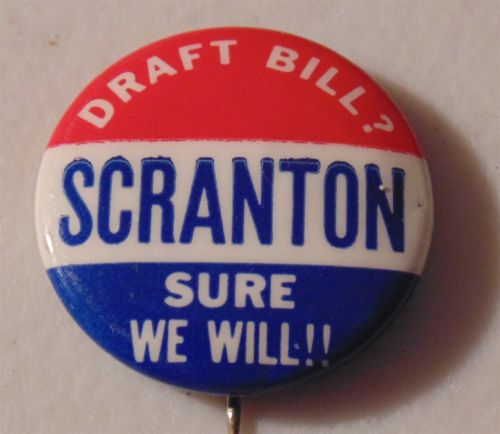 DRAFT BILL?
SCRANTON
SURE
WE WILL!!